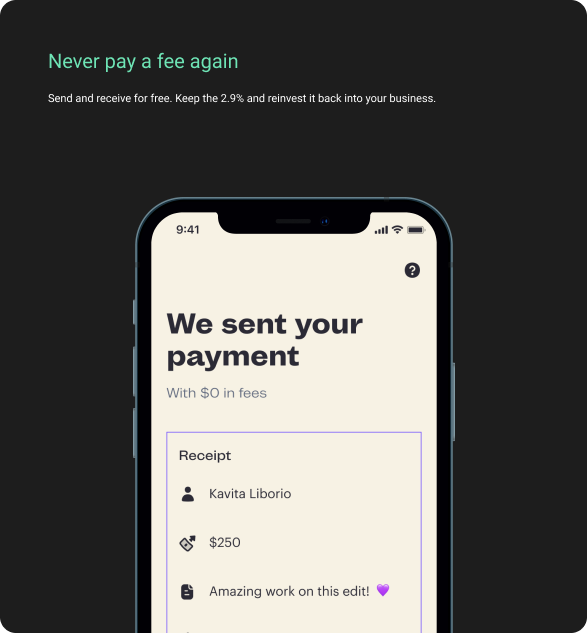 Never pay a fee again
Send and receive for free. Keep the 2.9% and reinvest it back into your business.
9:41
?
We sent your
payment
With $0 in fees
Receipt
Kavita Liborio
$250
Amazing work on this edit! 💜